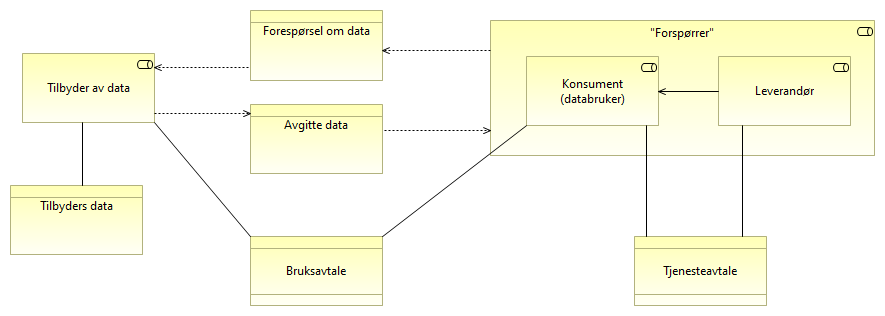 Forespørsel om data
"Forspørrer"
Tilbyder av data
Konsument
(databruker)
Leverandør
Avgitte data
Tilbyders data
Bruksavtale
Tjenesteavtale